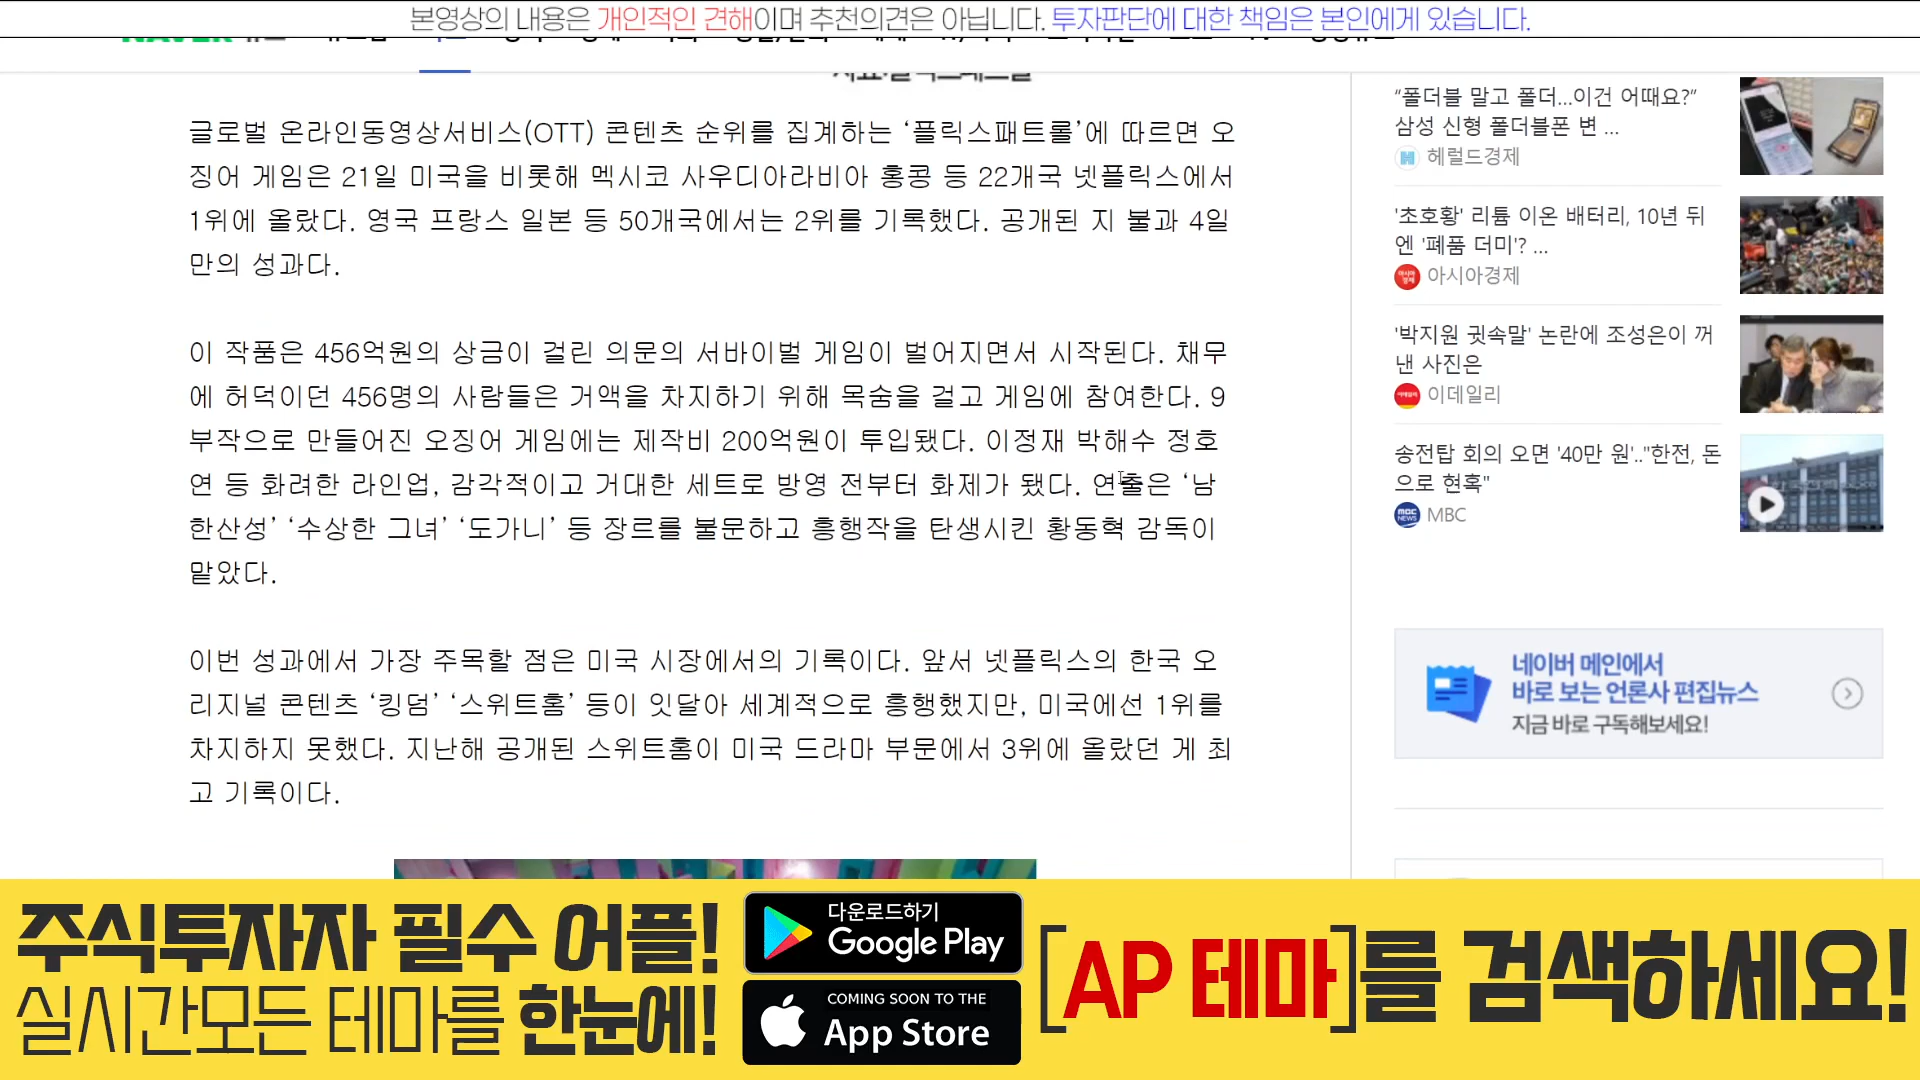 본영상의 내용은 개인적인 견해이며 추천의견은 아닙니다. 투자판단에 대한 책임은 본인에게 있습니다.
글로벌 온라인동영상서비스(OTT) 콘텐츠 순위를 집계하는 ‘플릭스패트롤’에 따르면 오
징어 게임은 21일 미국을 비롯해 멕시코 사우디아라비아 홍콩 등 22개국 넷플릭스에서
1위에 올랐다. 영국 프랑스 일본 등 50개국에서는 2위를 기록했다. 공개된 지 불과 4일
만의 성과다.
이 작품은 456억원의 상금이 걸린 의문의 서바이벌 게임이 벌어지면서 시작된다. 채무
에 허덕이던 456명의 사람들은 거액을 차지하기 위해 목숨을 걸고 게임에 참여한다. 9
부작으로 만들어진 오징어 게임에는 제작비 200억원이 투입됐다. 이정재 박해수 정호
연 등 화려한 라인업, 감각적이고 거대한 세트로 방영 전부터 화제가 됐다. 연출은 ‘남
한산성’ ‘수상한 그녀’ ‘도가니’ 등 장르를 불문하고 흥행작을 탄생시킨 황동혁 감독이
맡았다.
이번 성과에서 가장 주목할 점은 미국 시장에서의 기록이다. 앞서 넷플릭스의 한국 오
리지널 콘텐츠 ‘킹덤’ ‘스위트홈’ 등이 잇달아 세계적으로 흥행했지만, 미국에선 1위를
차지하지 못했다. 지난해 공개된 스위트홈이 미국 드라마 부문에서 3위에 올랐던 게 최
고 기록이다.
“폴더블 말고 폴더…이건 어때요?”
삼성 신형 폴더블폰 변 ...
헤럴드경제
'초호황' 리튬 이온 배터리, 10년 뒤
엔 '폐품 더미'? ...
아시아경제
'박지원 귓속말' 논란에 조성은이 꺼
낸 사진은
이데일리
송전탑 회의 오면 '40만 원'.."한전, 돈
으로 현혹"
MBC
네이버 메인에서
바로 보는 언론사 편집뉴스
지금 바로 구독해보세요!
주식투자자 필수 어플!
실시간모든 테마를 한눈에!
다운로드하기
Google Play
COMING SOON TO THE
App Store
[AP 테마]를 검색하세요!